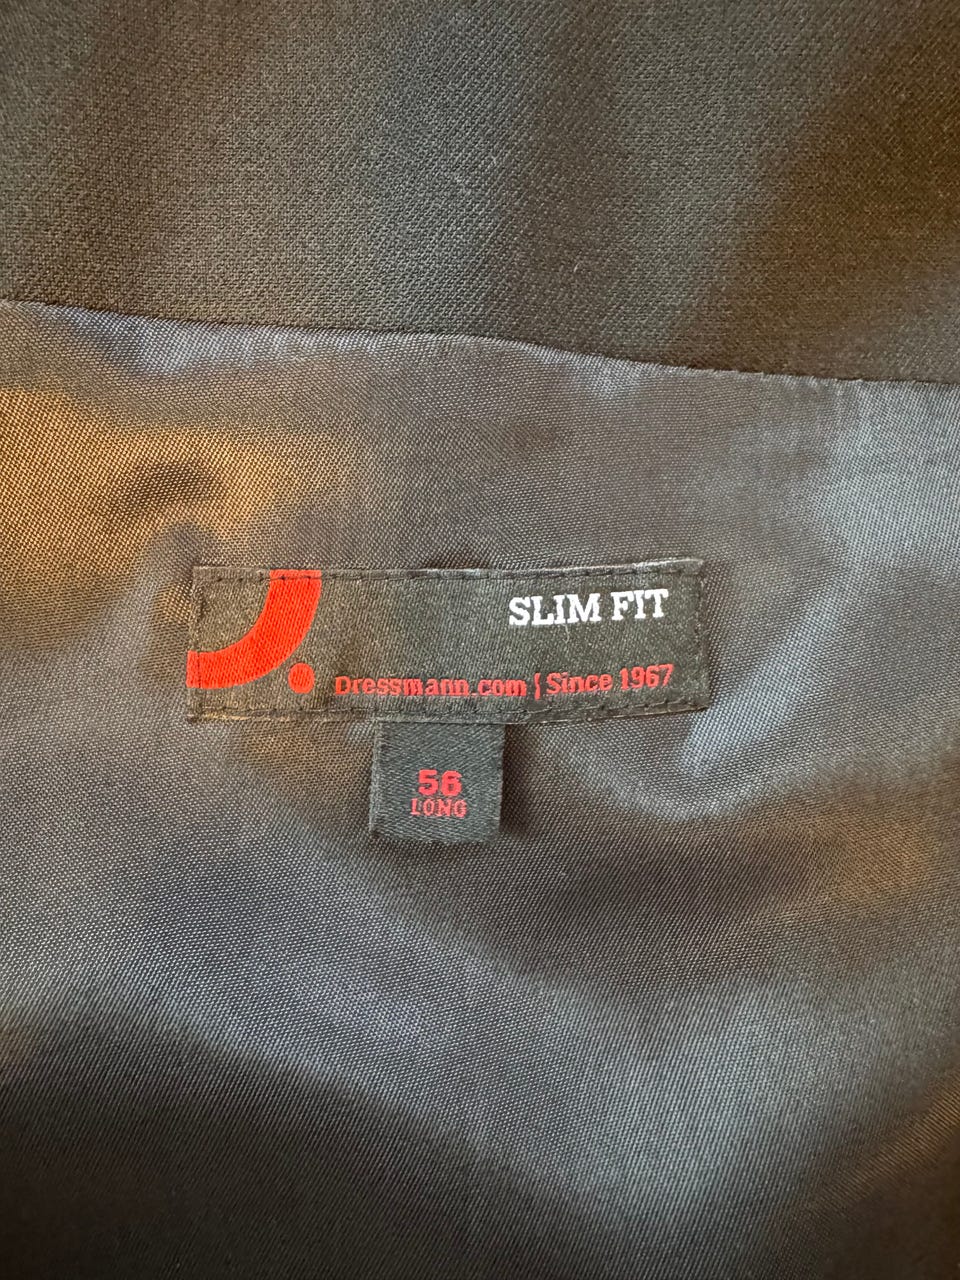 SLIM FIT
Dressmann.com | Since 1967
56
LONG